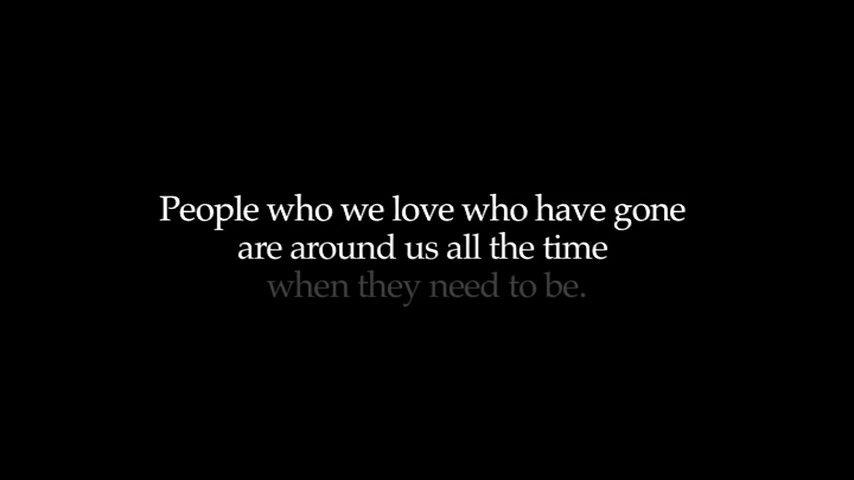 People who we love who have gone
are around us all the time
when they need to be.